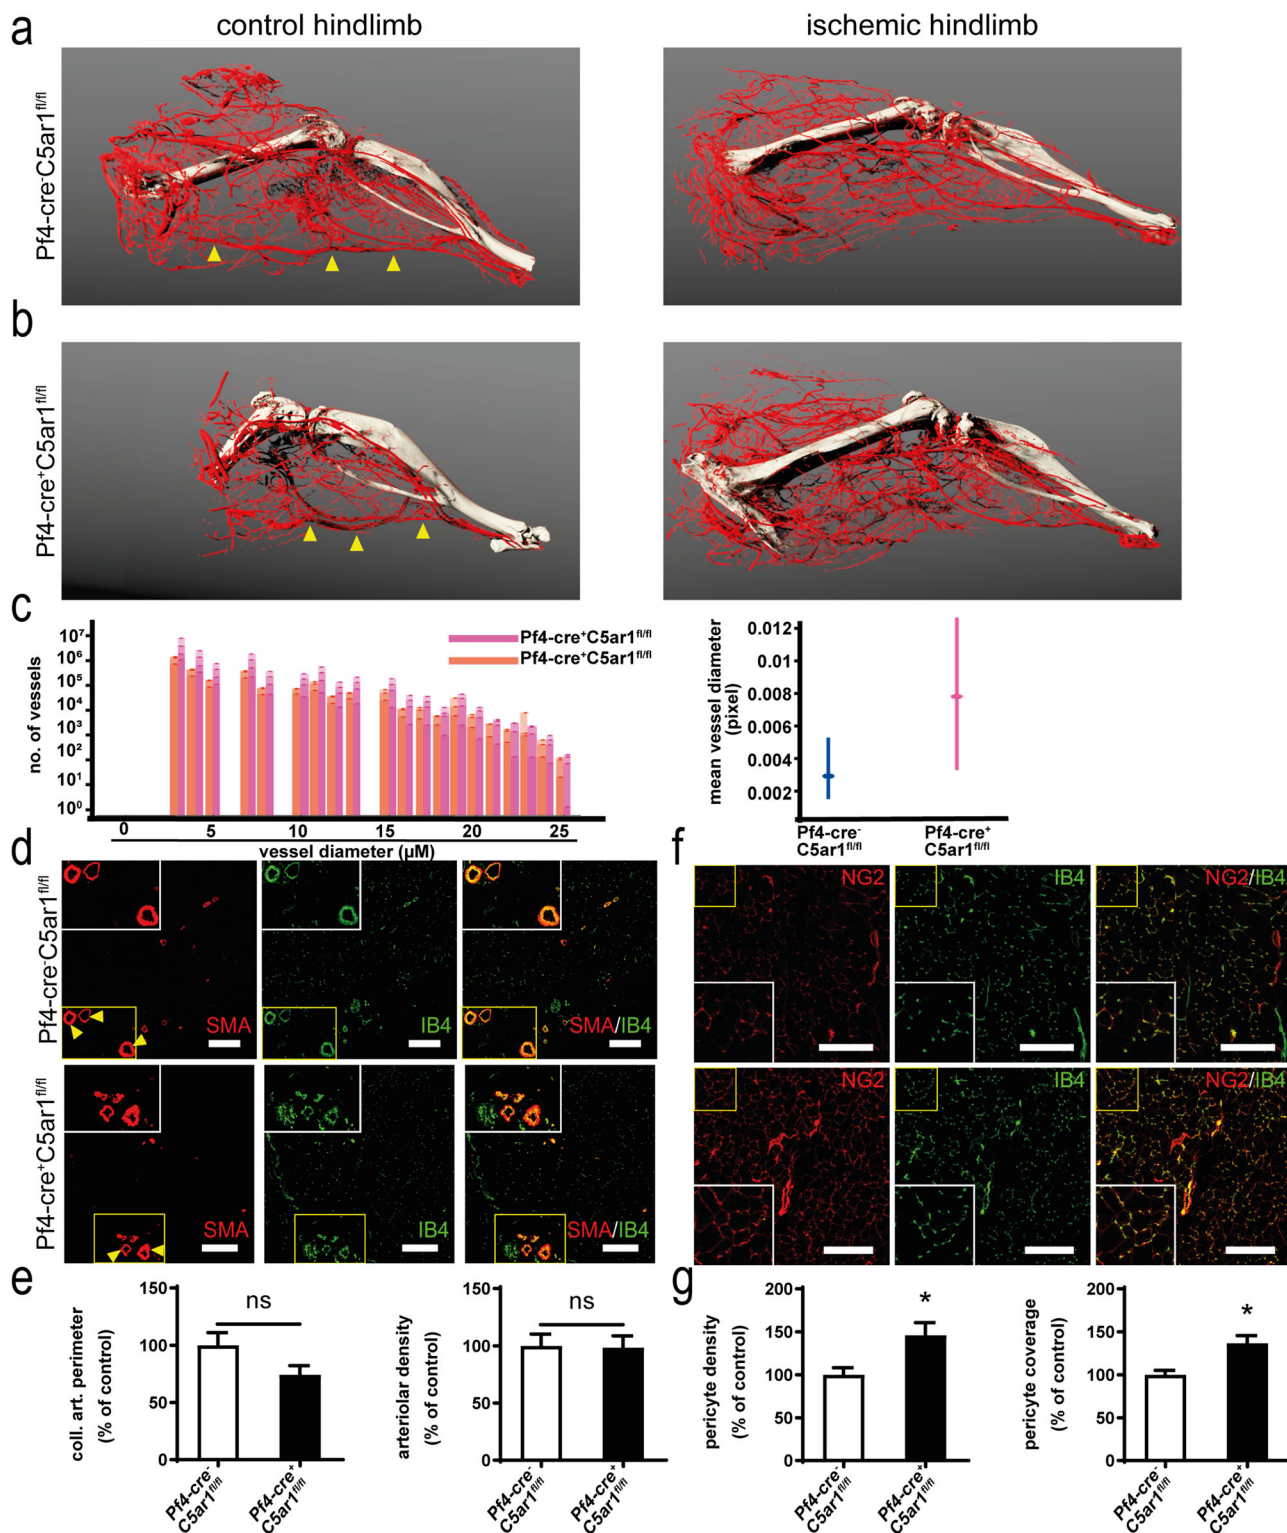 a
control hindlimb
ischemic hindlimb
Pf4-cre⁻C5ar1fl/fl
b
Pf4-cre⁺C5ar1fl/fl
c
no. of vessels
10⁷
10⁶
10⁵
10⁴
10³
10²
10¹
10⁰
Pf4-cre⁺C5ar1fl/fl
Pf4-cre⁺C5ar1fl/fl
0 5 10 15 20 25
vessel diameter (µM)
mean vessel diameter
(pixel)
0.012
0.01
0.008
0.006
0.004
0.002
Pf4-cre⁻
C5ar1fl/fl
Pf4-cre⁺
C5ar1fl/fl
d
Pf4-cre⁻C5ar1fl/fl
SMA
IB4
SMA/IB4
Pf4-cre⁺C5ar1fl/fl
SMA
IB4
SMA/IB4
f
NG2
IB4
NG2/IB4
NG2
IB4
NG2/IB4
e
coll. art. perimeter
(% of control)
150
100
50
0
ns
Pf4-cre⁻
C5ar1fl/fl
Pf4-cre⁺
C5ar1fl/fl
arteriolar density
(% of control)
150
100
50
0
ns
Pf4-cre⁻
C5ar1fl/fl
Pf4-cre⁺
C5ar1fl/fl
g
pericyte density
(% of control)
200
150
100
50
0
*
Pf4-cre⁻
C5ar1fl/fl
Pf4-cre⁺
C5ar1fl/fl
pericyte coverage
(% of control)
200
150
100
50
0
*
Pf4-cre⁻
C5ar1fl/fl
Pf4-cre⁺
C5ar1fl/fl